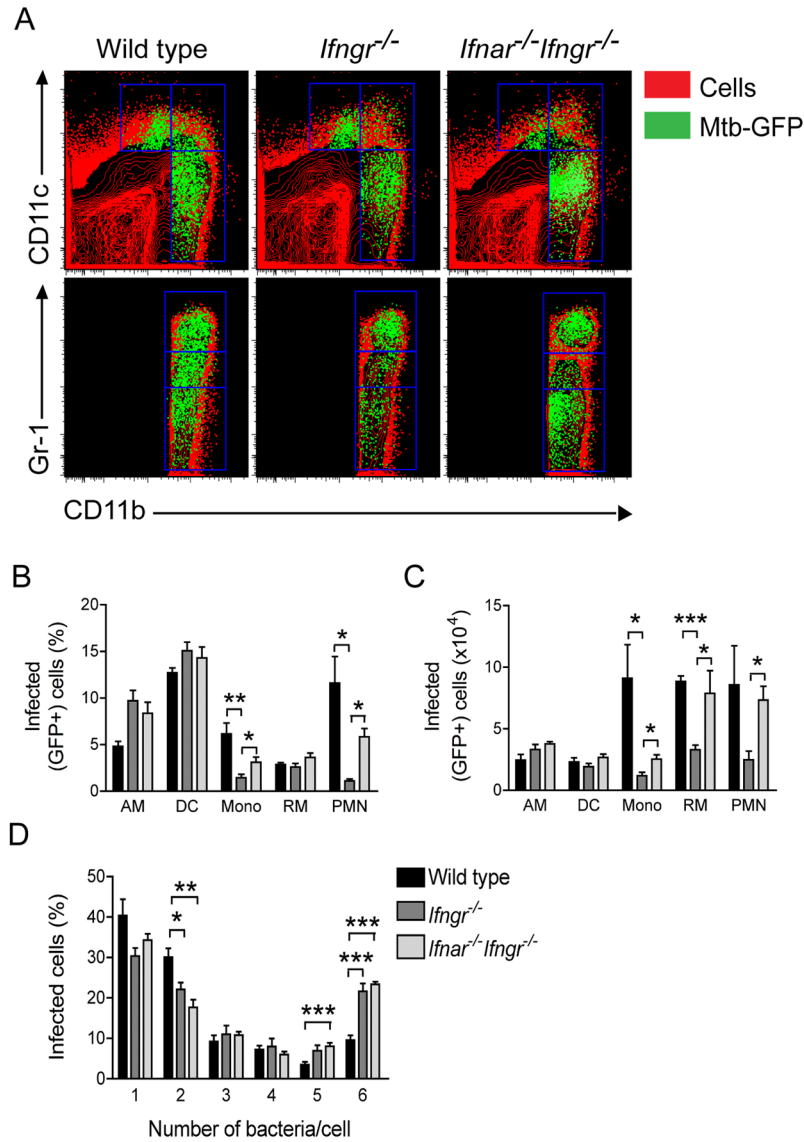 A
Wild type
Ifngr-/-
Ifnar-/-Ifngr-/-
Cells
Mtb-GFP
CD11c
Gr-1
CD11b
B
Infected
(GFP+) cells (%)
20
15
10
5
0
**
*
*
*
AM
DC
Mono
RM
PMN
C
Infected
(GFP+) cells (x10⁴)
15
10
5
0
*
*
***
*
*
AM
DC
Mono
RM
PMN
D
Infected cells (%)
50
40
30
20
10
0
**
*
***
***
***
1
2
3
4
5
6
Number of bacteria/cell
Wild type
Ifngr-/-
Ifnar-/-Ifngr-/-